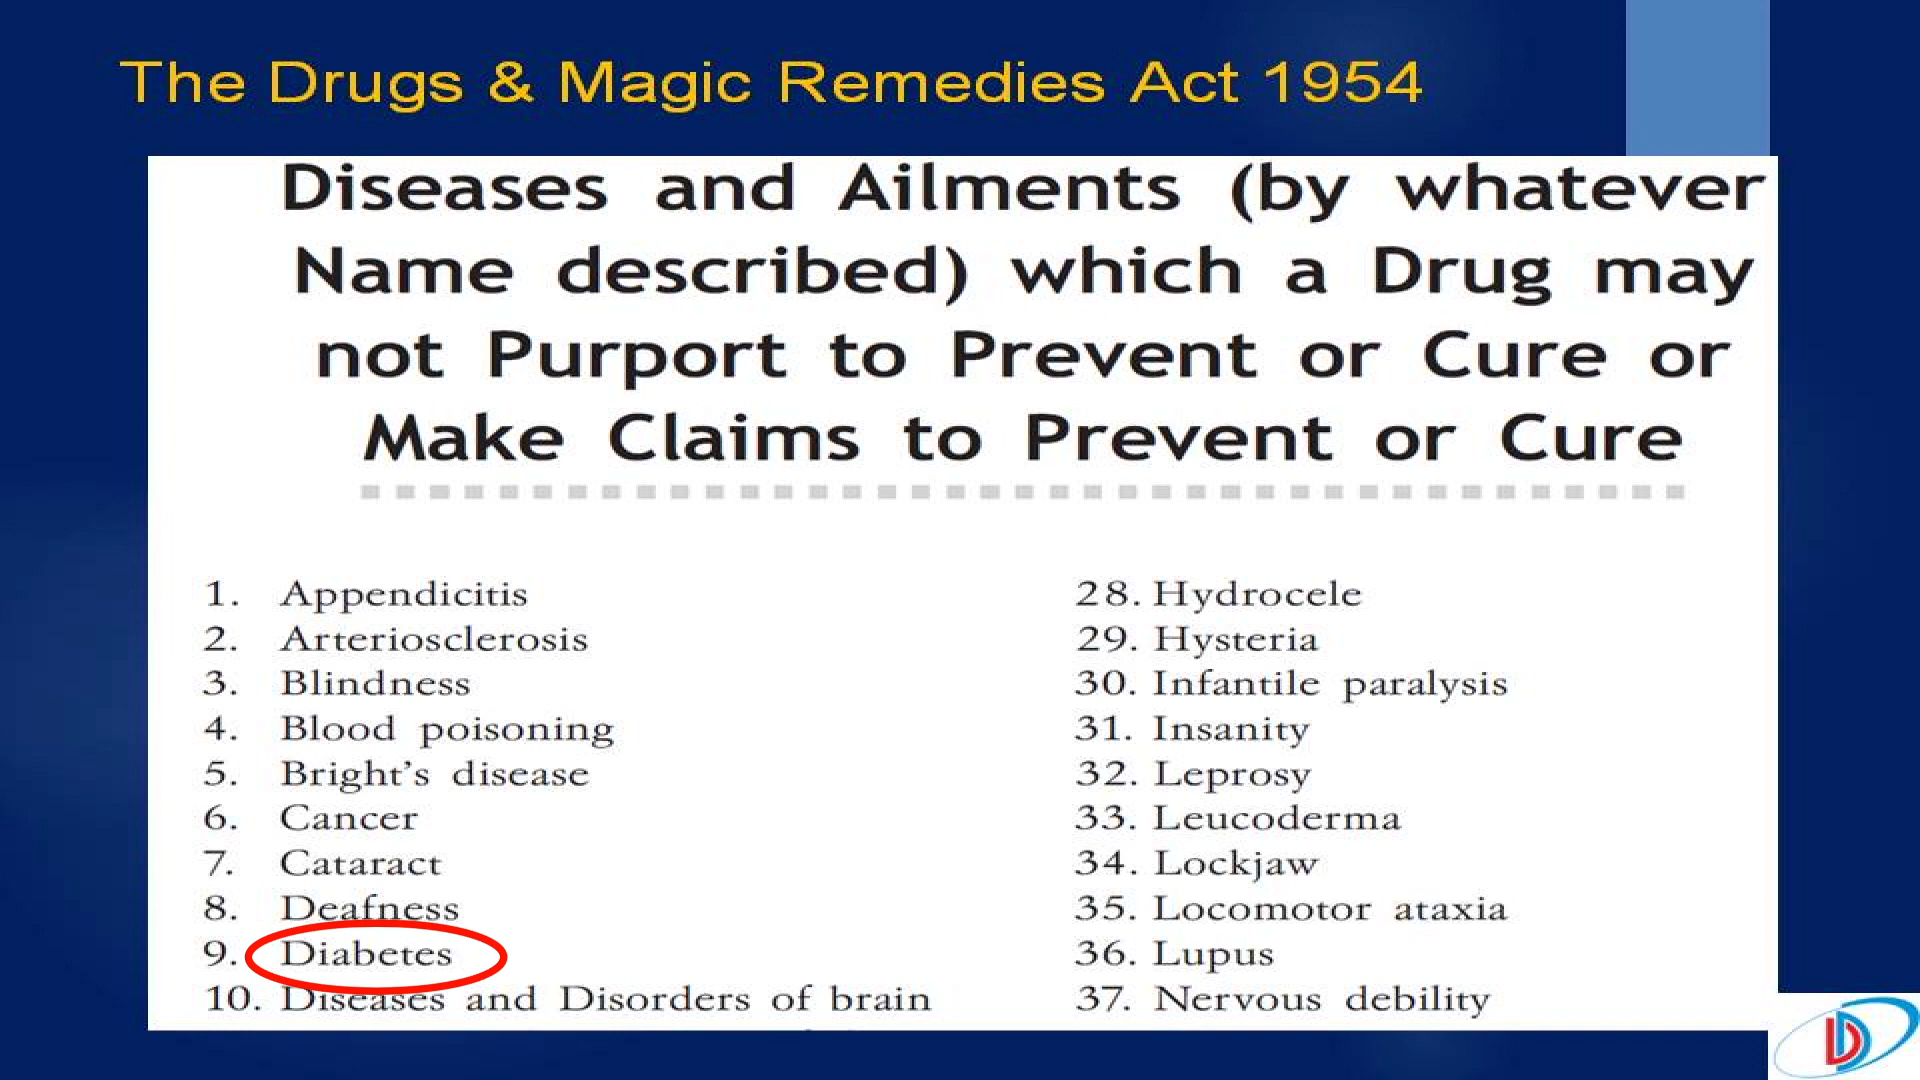 The Drugs & Magic Remedies Act 1954
Diseases and Ailments (by whatever
Name described) which a Drug may
not Purport to Prevent or Cure or
Make Claims to Prevent or Cure
1. Appendicitis
2. Arteriosclerosis
3. Blindness
4. Blood poisoning
5. Bright's disease
6. Cancer
7. Cataract
8. Deafness
9. Diabetes
10. Diseases and Disorders of brain
28. Hydrocele
29. Hysteria
30. Infantile paralysis
31. Insanity
32. Leprosy
33. Leucoderma
34. Lockjaw
35. Locomotor ataxia
36. Lupus
37. Nervous debility